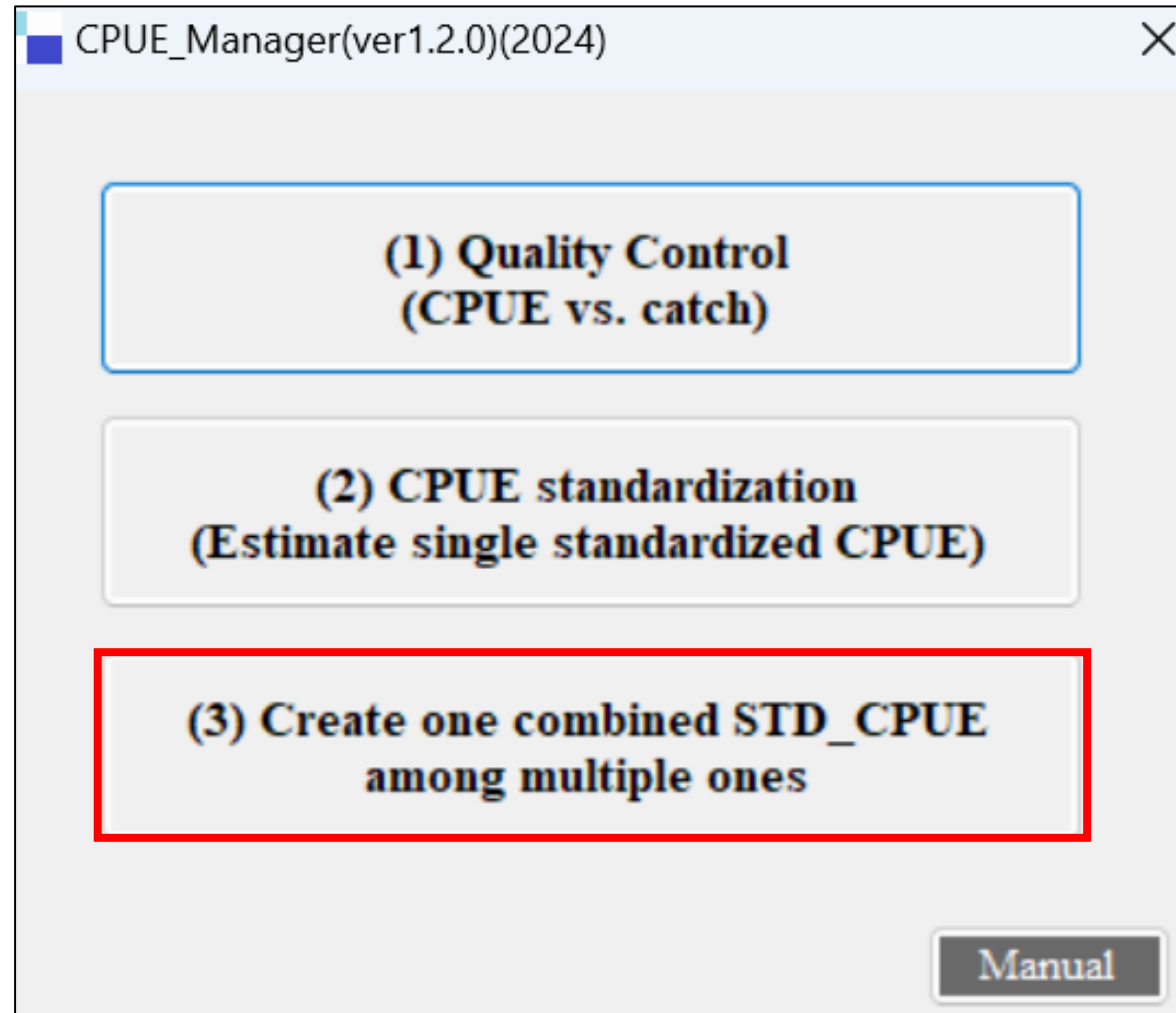 CPUE_Manager(ver1.2.0)(2024)
(1) Quality Control
(CPUE vs. catch)
(2) CPUE standardization
(Estimate single standardized CPUE)
(3) Create one combined STD_CPUE
among multiple ones
Manual